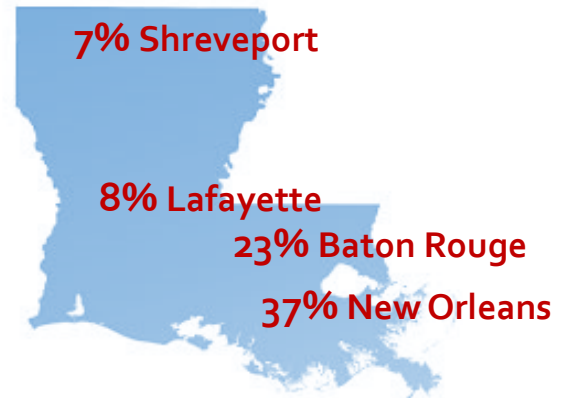 7% Shreveport
8% Lafayette
23% Baton Rouge
37% New Orleans